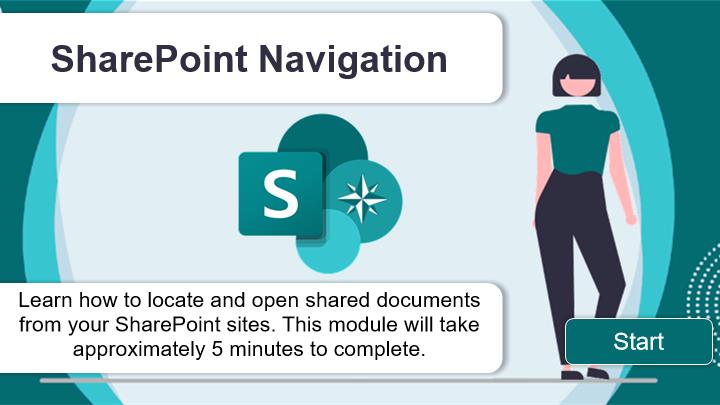 SharePoint Navigation
S
Learn how to locate and open shared documents
from your SharePoint sites. This module will take
approximately 5 minutes to complete.
Start